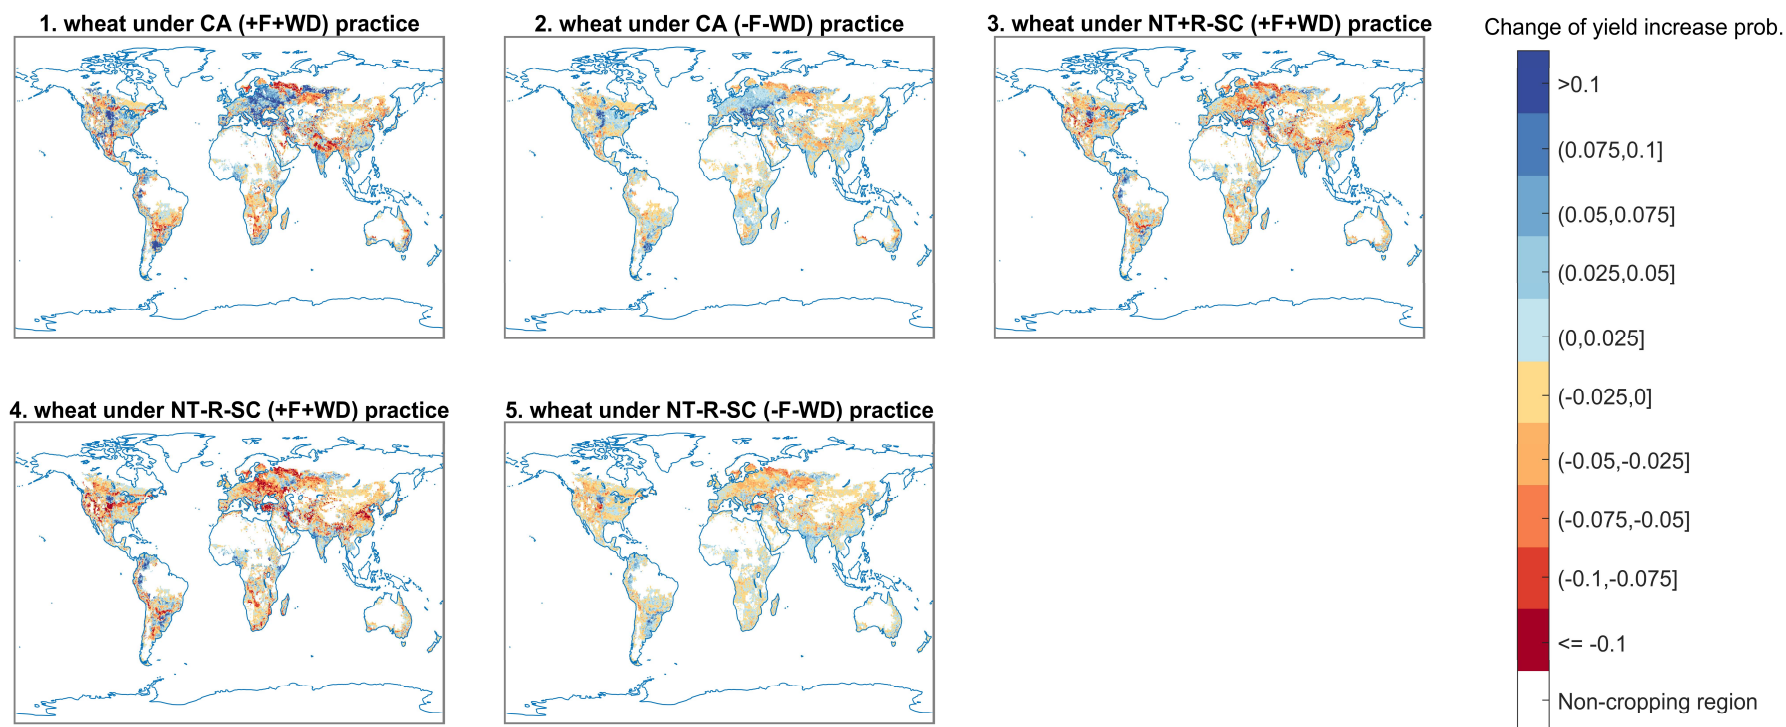 1. wheat under CA (+F+WD) practice
2. wheat under CA (-F-WD) practice
3. wheat under NT+R-SC (+F+WD) practice
Change of yield increase prob.
>0.1
(0.075,0.1]
(0.05,0.075]
(0.025,0.05]
(0,0.025]
(-0.025,0]
(-0.05,-0.025]
(-0.075,-0.05]
(-0.1,-0.075]
<= -0.1
Non-cropping region
4. wheat under NT-R-SC (+F+WD) practice
5. wheat under NT-R-SC (-F-WD) practice